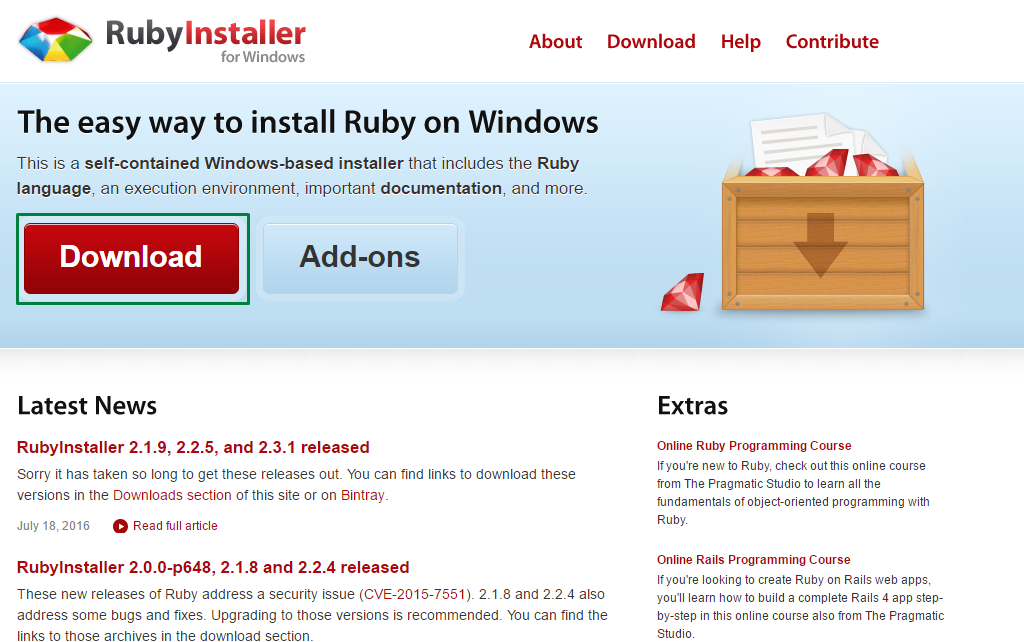 RubyInstaller
for Windows
About Download Help Contribute
The easy way to install Ruby on Windows
This is a self-contained Windows-based installer that includes the Ruby
language, an execution environment, important documentation, and more.
Download
Add-ons
Latest News
RubyInstaller 2.1.9, 2.2.5, and 2.3.1 released
Sorry it has taken so long to get these releases out. You can find links to download these
versions in the Downloads section of this site or on Bintray.
July 18, 2016 Read full article
RubyInstaller 2.0.0-p648, 2.1.8 and 2.2.4 released
These new releases of Ruby address a security issue (CVE-2015-7551). 2.1.8 and 2.2.4 also
address some bugs and fixes. Upgrading to those versions is recommended. You can find the
links to those archives in the download section.
Extras
Online Ruby Programming Course
If you're new to Ruby, check out this online course
from The Pragmatic Studio to learn all the
fundamentals of object-oriented programming with
Ruby.
Online Rails Programming Course
If you're looking to create Ruby on Rails web apps,
you'll learn how to build a complete Rails 4 app step-
by-step in this online course also from The Pragmatic
Studio.